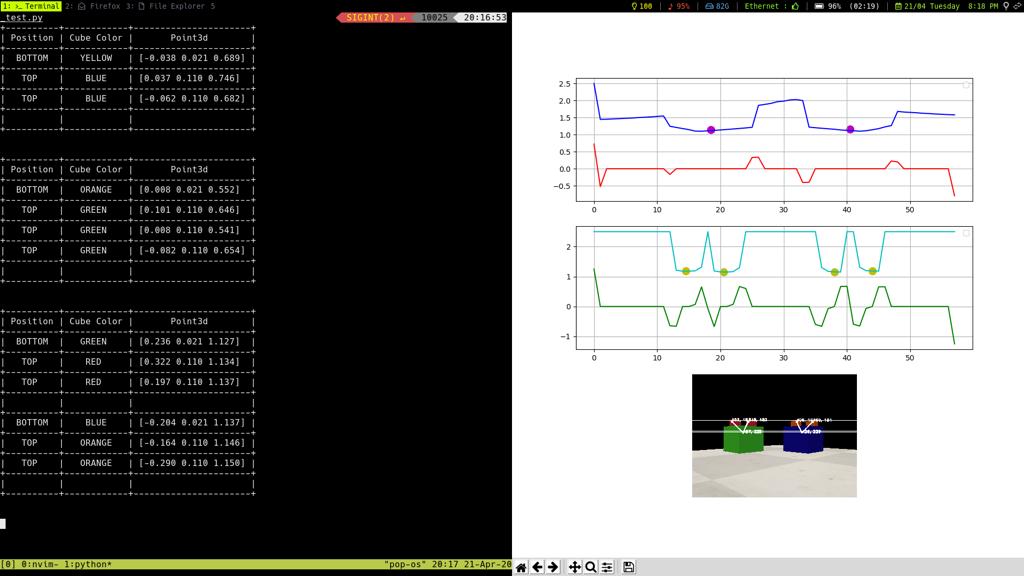 1: Terminal 2: Firefox 3: File Explorer 5
100 95% 82G Ethernet : 96% (02:19) 21/04 Tuesday 8:18 PM
_test.py SIGINT(2) ↵ 10025 20:16:53
| Position | Cube Color | Point3d |
| BOTTOM | YELLOW | [-0.038 0.021 0.689] |
| TOP | BLUE | [0.037 0.110 0.746] |
| TOP | BLUE | [-0.062 0.110 0.682] |
| Position | Cube Color | Point3d |
| BOTTOM | ORANGE | [0.008 0.021 0.552] |
| TOP | GREEN | [0.101 0.110 0.646] |
| TOP | GREEN | [0.008 0.110 0.541] |
| TOP | GREEN | [-0.082 0.110 0.654] |
| Position | Cube Color | Point3d |
| BOTTOM | GREEN | [0.236 0.021 1.127] |
| TOP | RED | [0.322 0.110 1.134] |
| TOP | RED | [0.197 0.110 1.137] |
| BOTTOM | BLUE | [-0.204 0.021 1.137] |
| TOP | ORANGE | [-0.164 0.110 1.146] |
| TOP | ORANGE | [-0.290 0.110 1.150] |
[0] 0:nvim- 1:python* "pop-os" 20:17 21-Apr-20
2.5
2.0
1.5
1.0
0.5
0.0
−0.5
0 10 20 30 40 50
2
1
0
−1
0 10 20 30 40 50